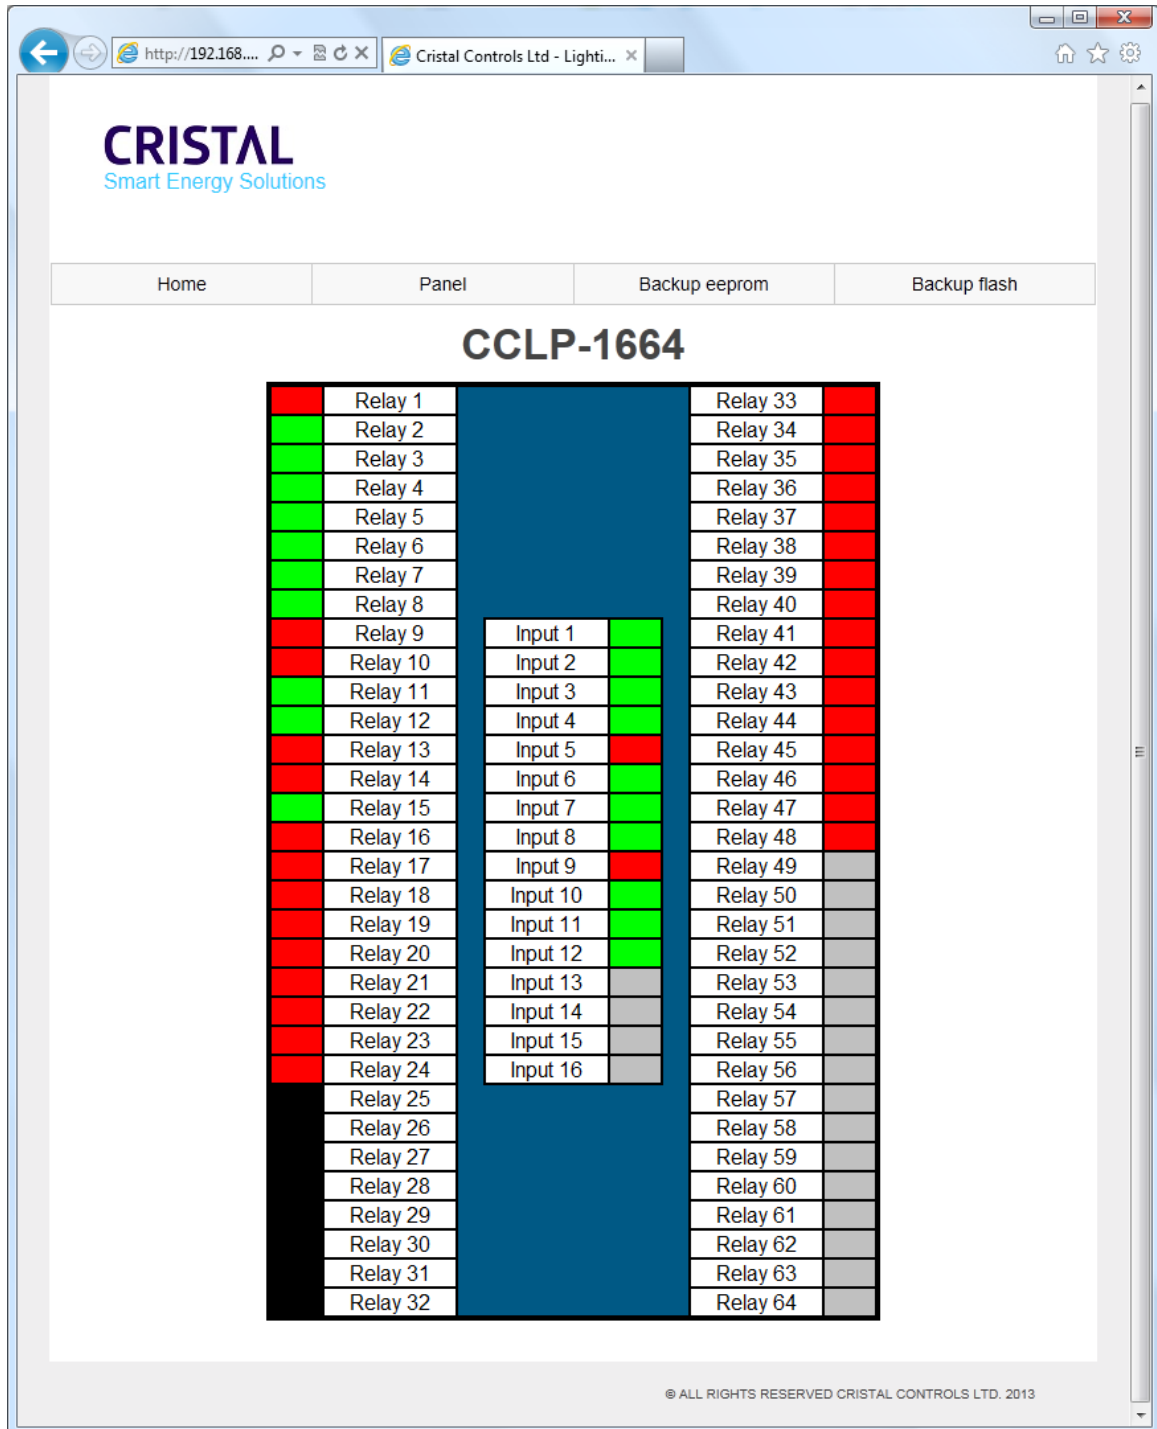 http://192.168....
Cristal Controls Ltd - Lighti...
CRISTAL
Smart Energy Solutions
Home Panel Backup eeprom Backup flash
CCLP-1664
Relay 1 Relay 33
Relay 2 Relay 34
Relay 3 Relay 35
Relay 4 Relay 36
Relay 5 Relay 37
Relay 6 Relay 38
Relay 7 Relay 39
Relay 8 Relay 40
Relay 9 Input 1 Relay 41
Relay 10 Input 2 Relay 42
Relay 11 Input 3 Relay 43
Relay 12 Input 4 Relay 44
Relay 13 Input 5 Relay 45
Relay 14 Input 6 Relay 46
Relay 15 Input 7 Relay 47
Relay 16 Input 8 Relay 48
Relay 17 Input 9 Relay 49
Relay 18 Input 10 Relay 50
Relay 19 Input 11 Relay 51
Relay 20 Input 12 Relay 52
Relay 21 Input 13 Relay 53
Relay 22 Input 14 Relay 54
Relay 23 Input 15 Relay 55
Relay 24 Input 16 Relay 56
Relay 25 Relay 57
Relay 26 Relay 58
Relay 27 Relay 59
Relay 28 Relay 60
Relay 29 Relay 61
Relay 30 Relay 62
Relay 31 Relay 63
Relay 32 Relay 64
© ALL RIGHTS RESERVED CRISTAL CONTROLS LTD. 2013